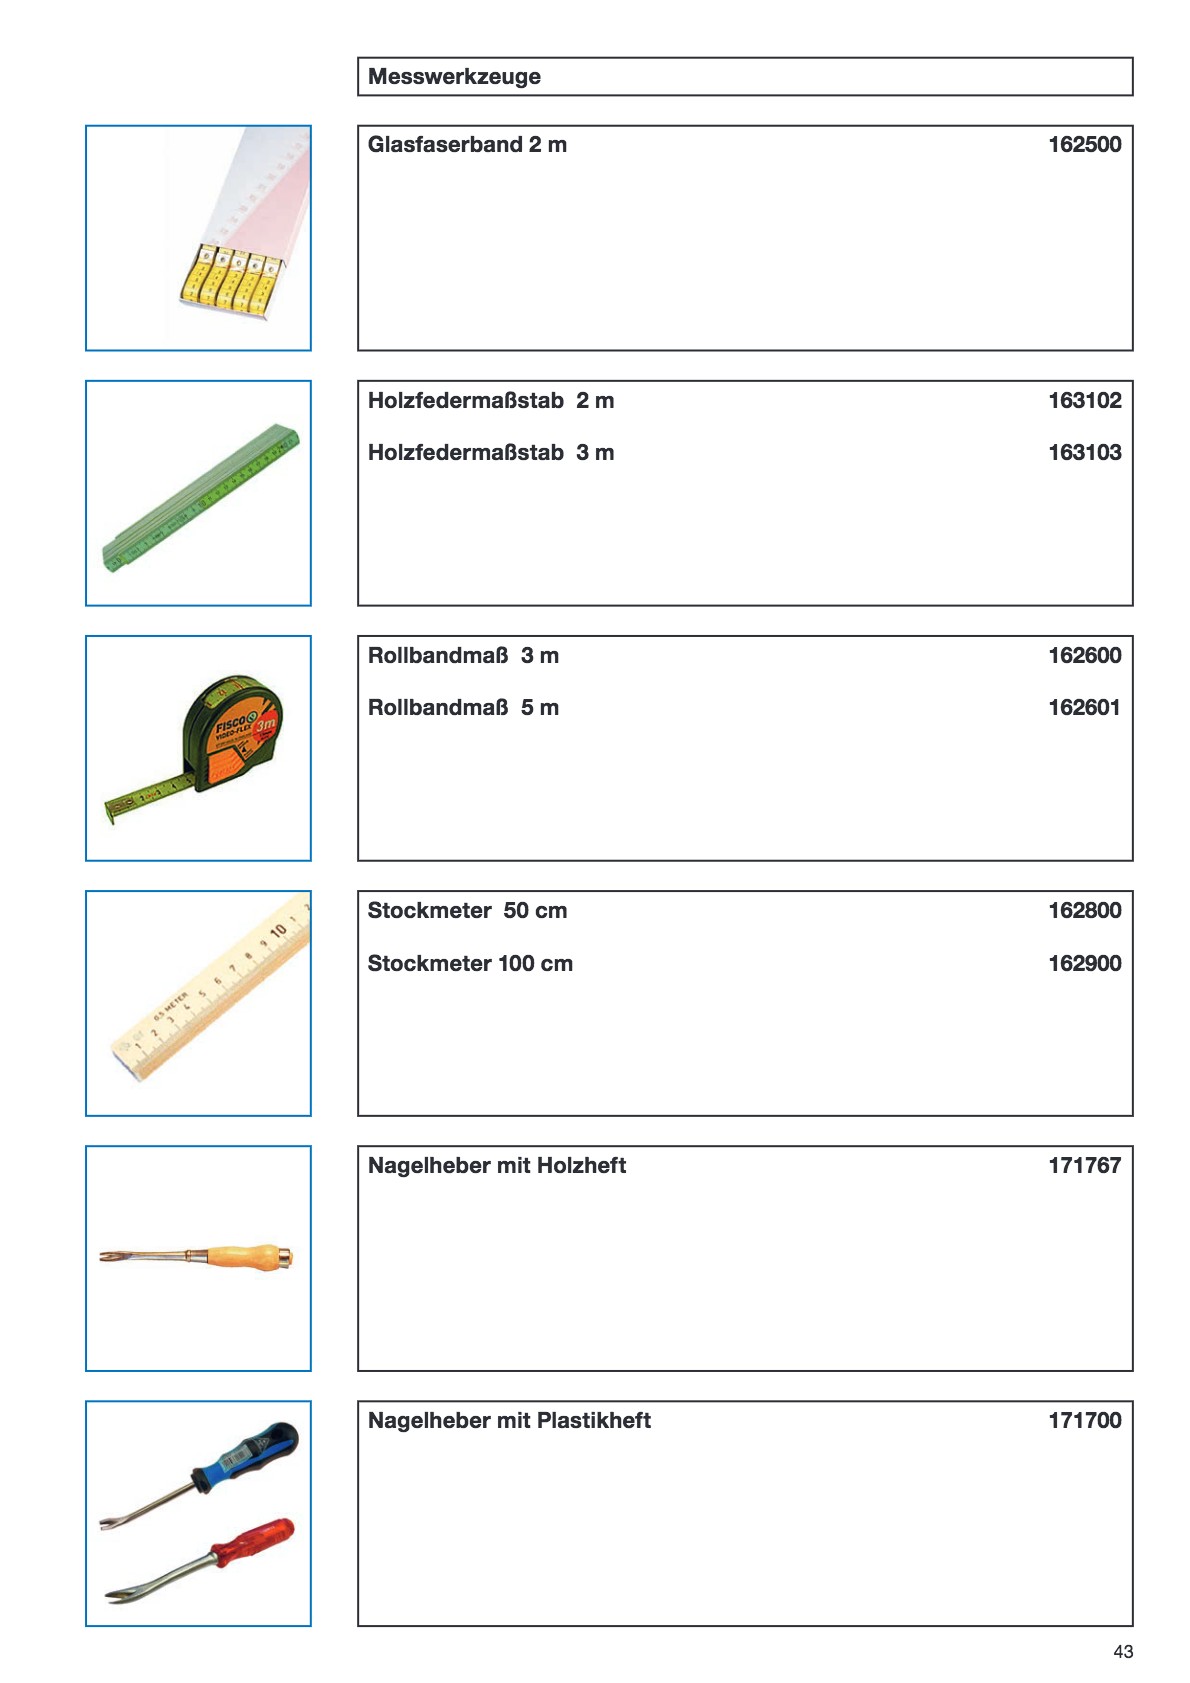 Messwerkzeuge
Glasfaserband 2 m 162500
Holzfedermaßstab 2 m 163102
Holzfedermaßstab 3 m 163103
FISCO
VIDEO-FLEX
3m
Rollbandmaß 3 m 162600
Rollbandmaß 5 m 162601
0,5 METER
1 2 3 4 5 6 7 8 9 10 1 2
Stockmeter 50 cm 162800
Stockmeter 100 cm 162900
Nagelheber mit Holzheft 171767
Nagelheber mit Plastikheft 171700
43